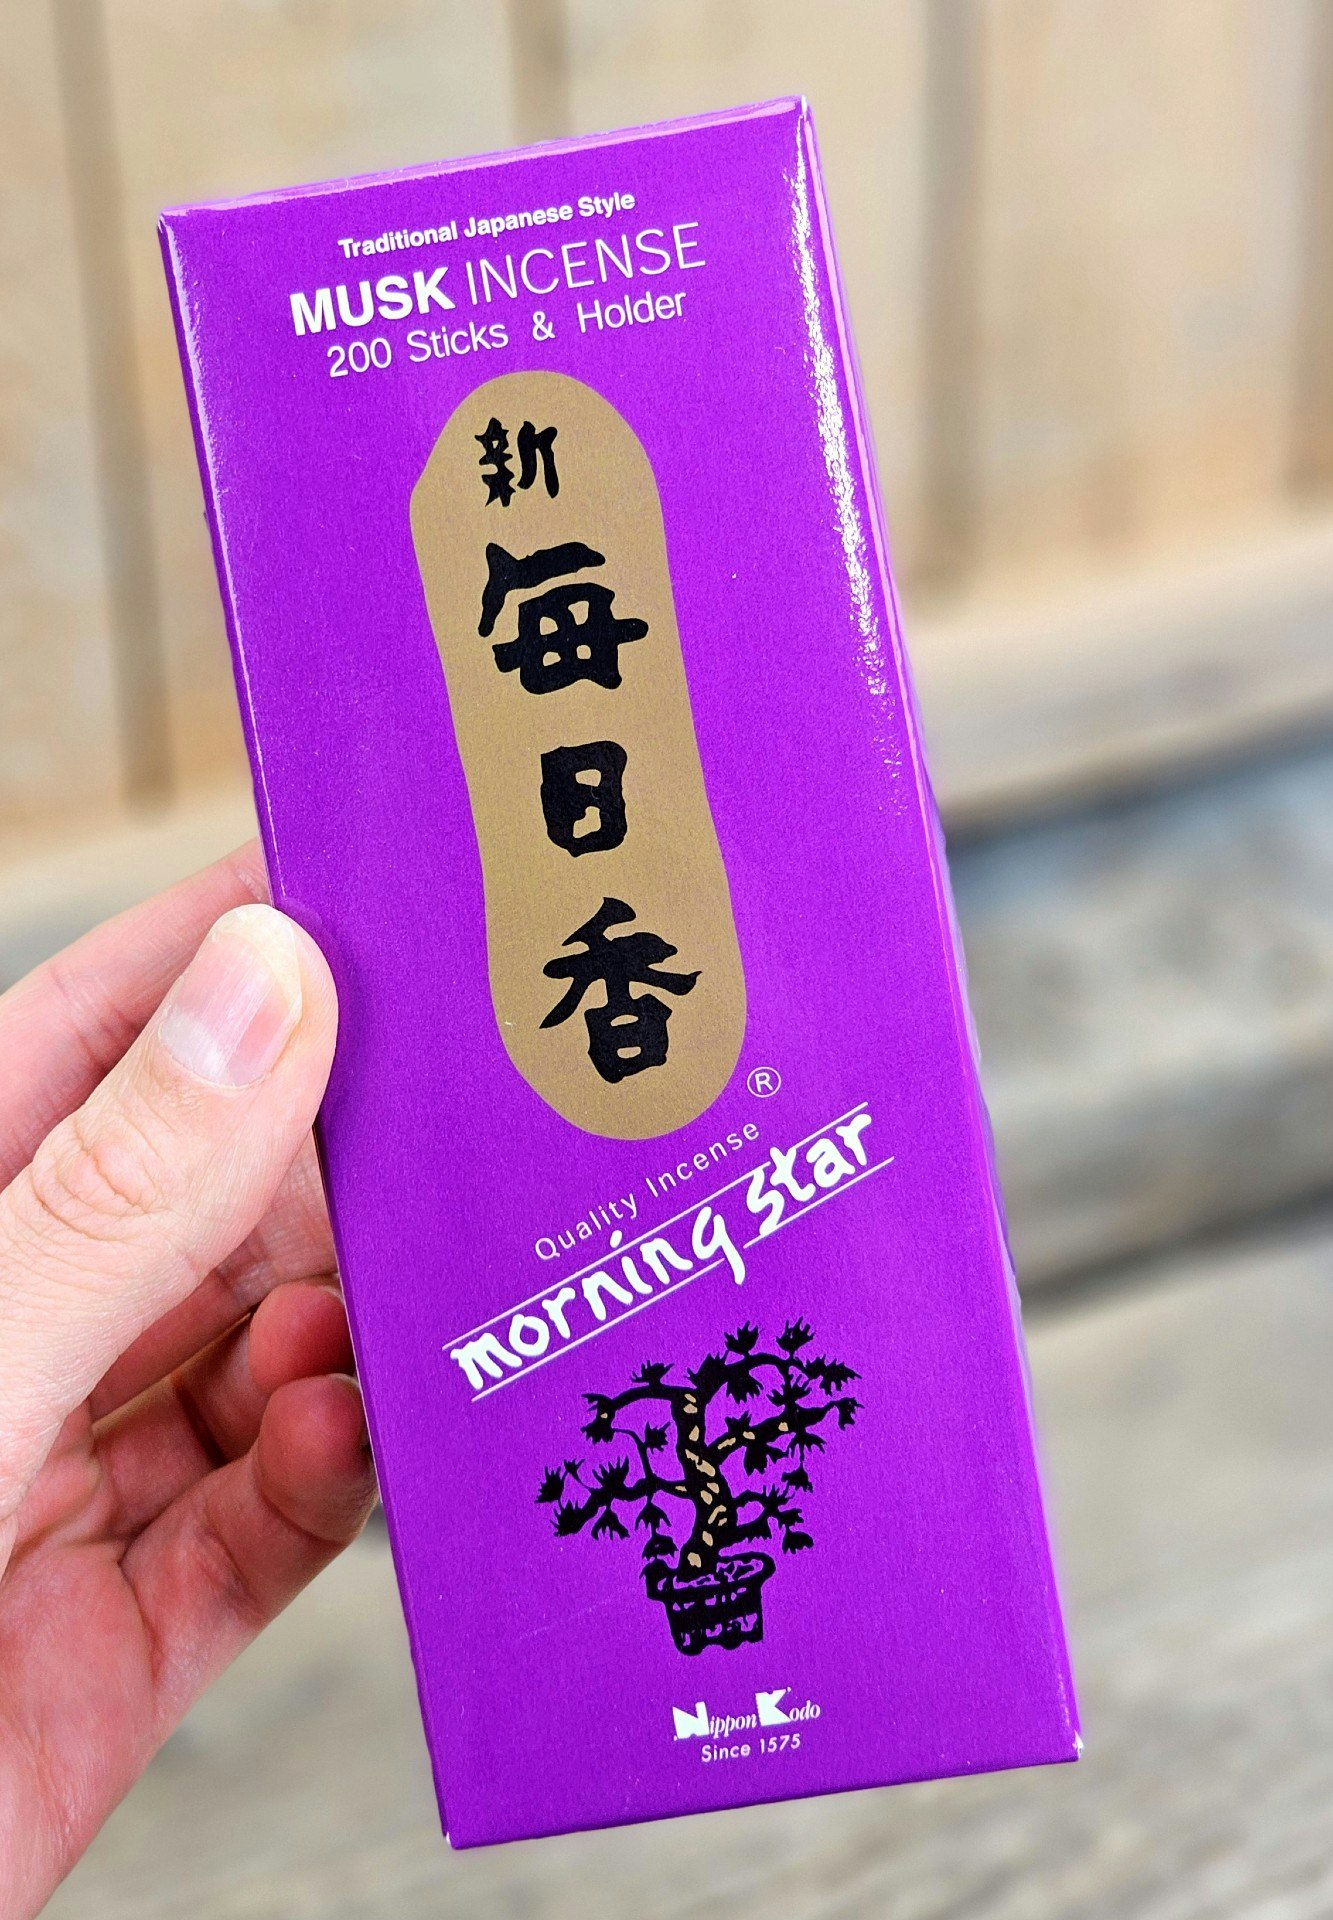 Traditional Japanese Style
MUSK INCENSE
200 Sticks & Holder
新
毎
日
香
®
Quality Incense
morning star
Nippon Kodo
Since 1575